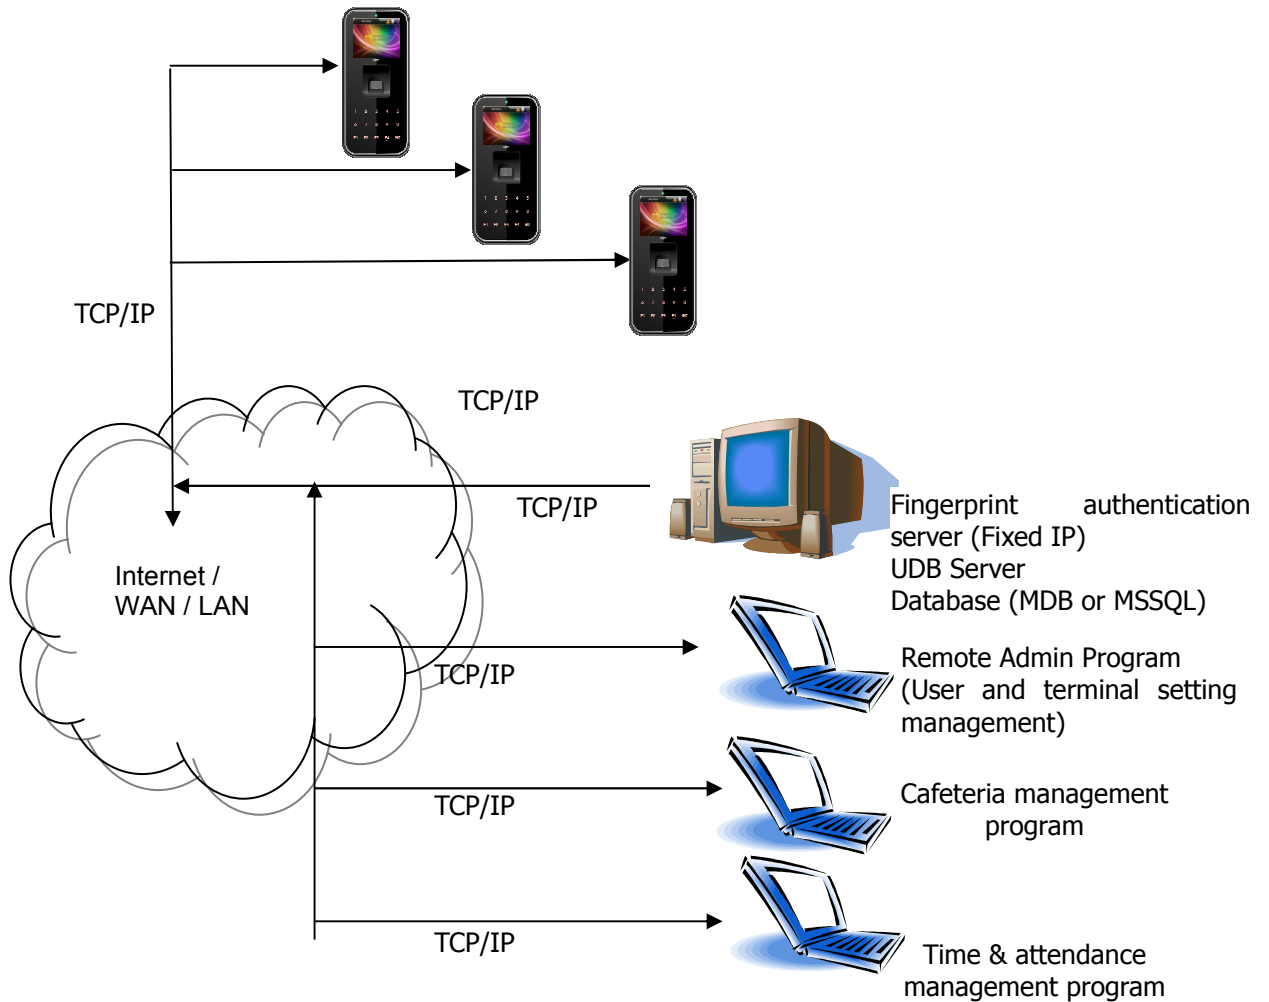 TCP/IP
TCP/IP
TCP/IP
Fingerprint authentication
server (Fixed IP)
UDB Server
Database (MDB or MSSQL)
Internet /
WAN / LAN
TCP/IP
Remote Admin Program
(User and terminal setting
management)
TCP/IP
Cafeteria management
program
TCP/IP
Time & attendance
management program